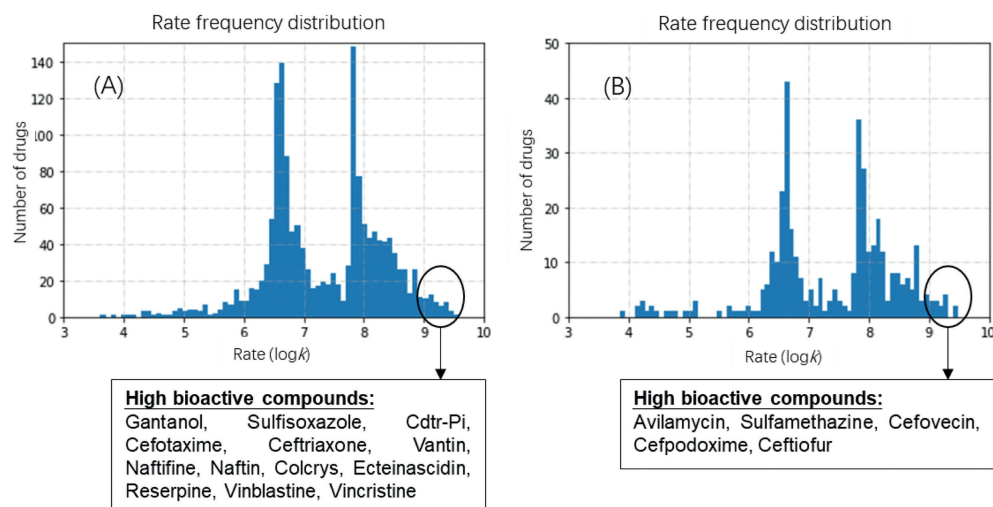 Rate frequency distribution
(A)
140
120
100
80
60
40
20
0
3 4 5 6 7 8 9 10
Number of drugs
Rate (logk)
High bioactive compounds:
Gantanol, Sulfisoxazole, Cdtr-Pi,
Cefotaxime, Ceftriaxone, Vantin,
Naftifine, Naftin, Colcrys, Ecteinascidin,
Reserpine, Vinblastine, Vincristine
Rate frequency distribution
(B)
50
40
30
20
10
0
3 4 5 6 7 8 9 10
Number of drugs
Rate (logk)
High bioactive compounds:
Avilamycin, Sulfamethazine, Cefovecin,
Cefpodoxime, Ceftiofur